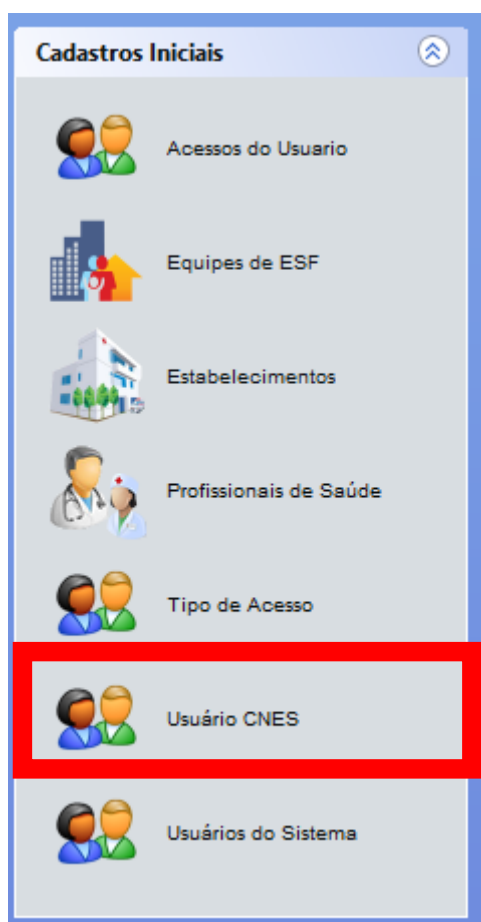 Cadastros Iniciais
Acessos do Usuario
Equipes de ESF
Estabelecimentos
Profissionais de Saúde
Tipo de Acesso
Usuário CNES
Usuários do Sistema